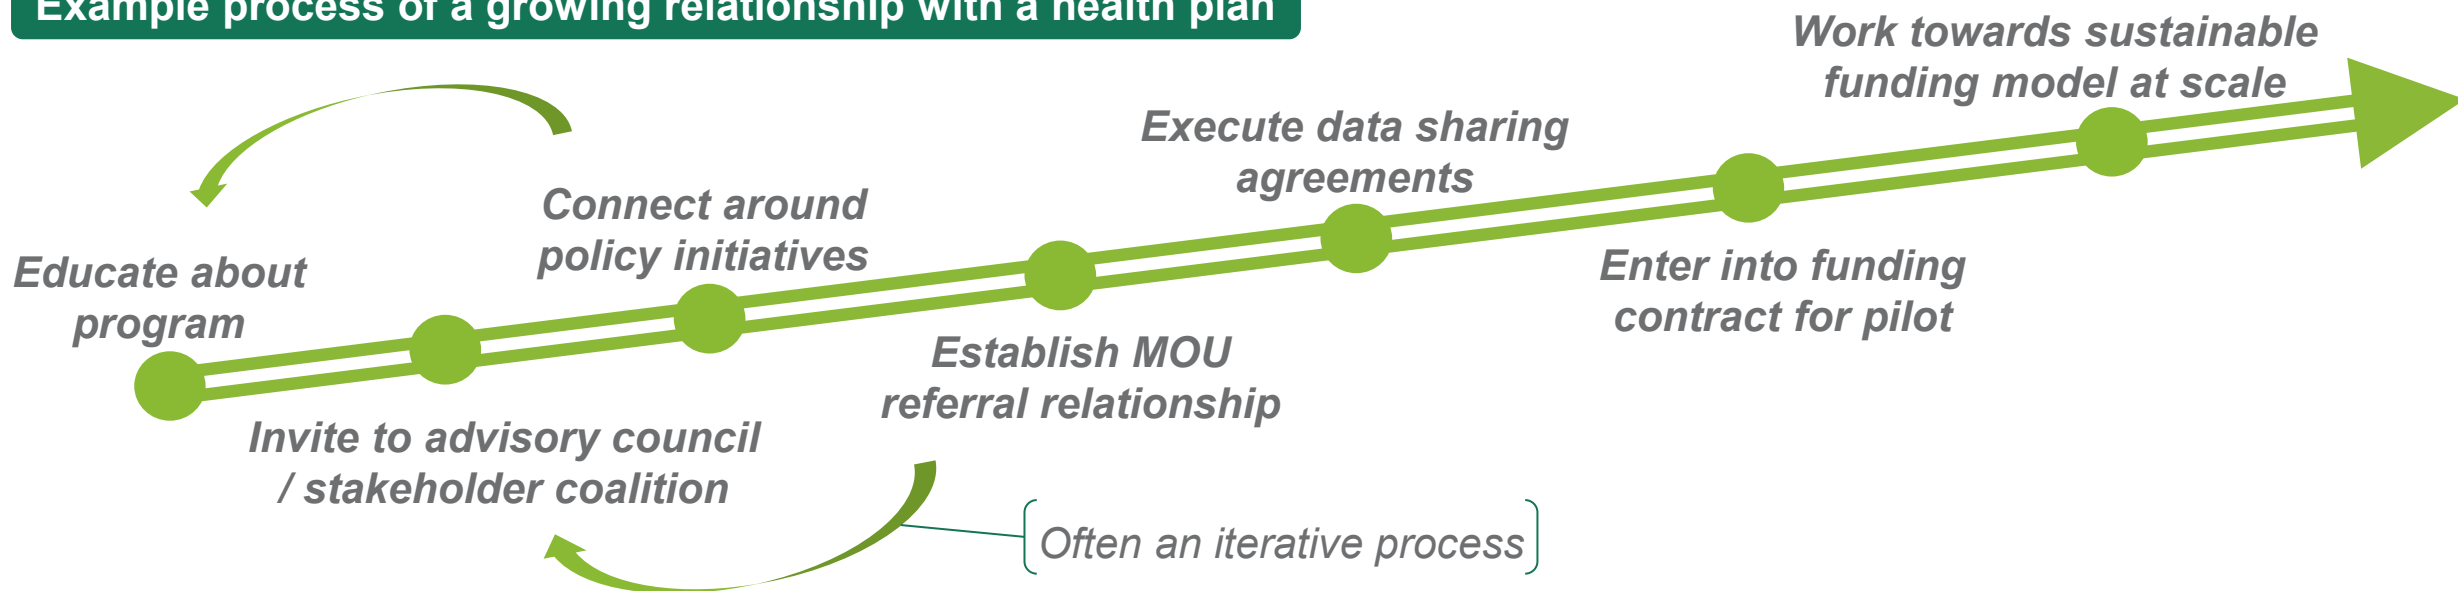 Example process of a growing relationship with a health plan
Educate about
program
Invite to advisory council
/ stakeholder coalition
Connect around
policy initiatives
Establish MOU
referral relationship
Often an iterative process
Execute data sharing
agreements
Enter into funding
contract for pilot
Work towards sustainable
funding model at scale